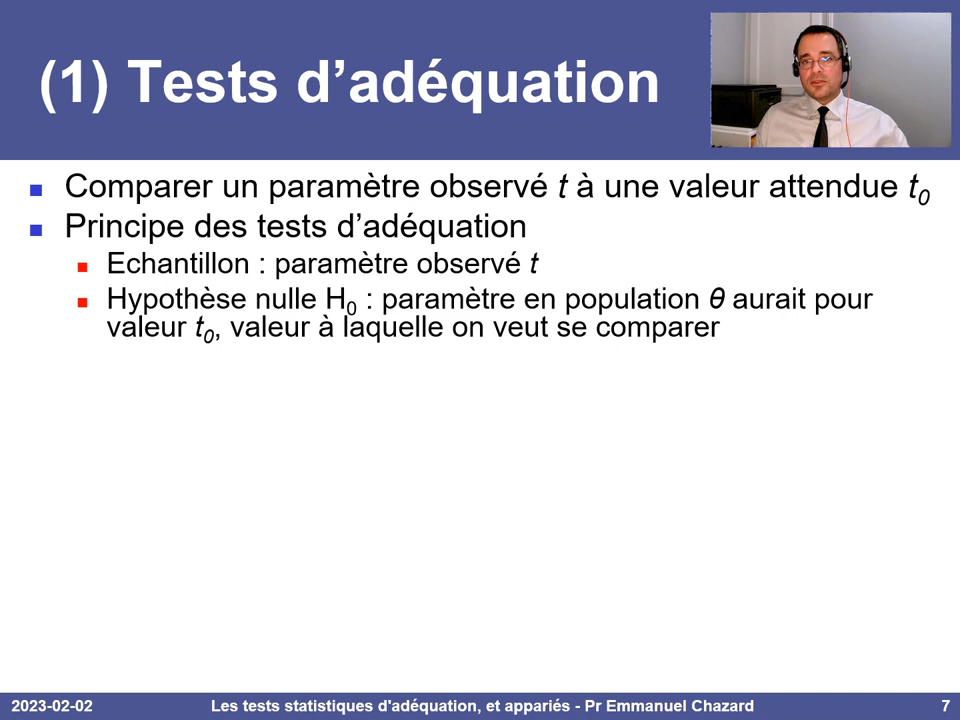 (1) Tests d’adéquation
Comparer un paramètre observé t à une valeur attendue t0
Principe des tests d’adéquation
Echantillon : paramètre observé t
Hypothèse nulle H0 : paramètre en population θ aurait pour
valeur t0, valeur à laquelle on veut se comparer
2023-02-02 Les tests statistiques d'adéquation, et appariés - Pr Emmanuel Chazard 7